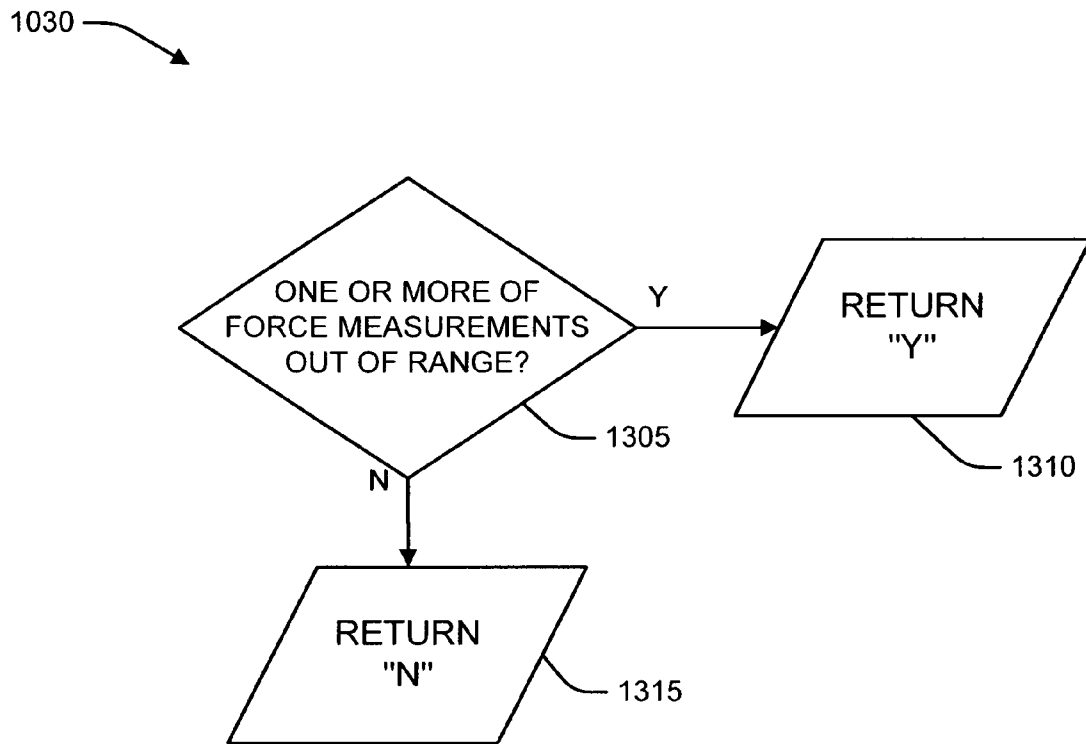 1030
ONE OR MORE OF
FORCE MEASUREMENTS
OUT OF RANGE?
Y
RETURN
"Y"
1305
1310
N
RETURN
"N"
1315